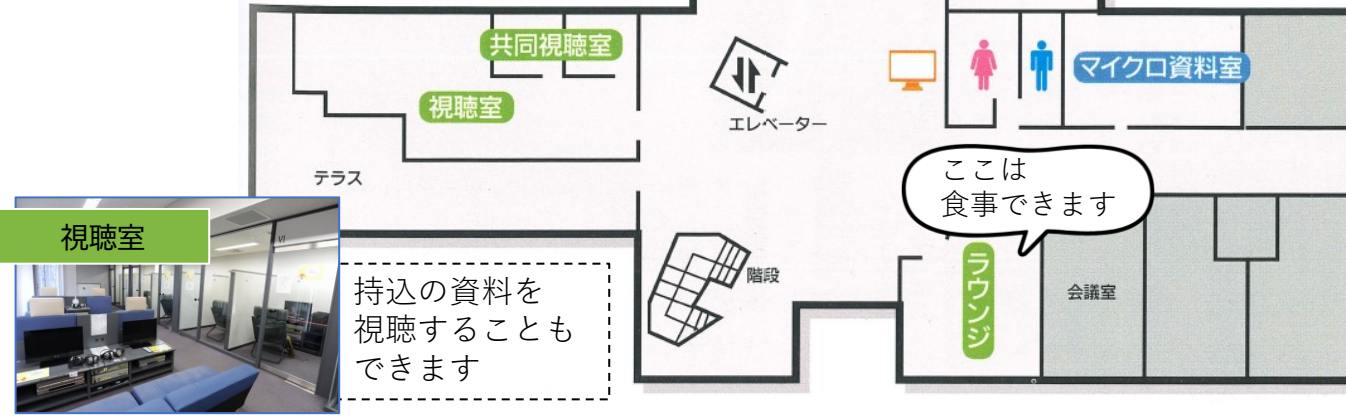 共同視聴室
視聴室
エレベーター
マイクロ資料室
テラス
ここは
食事できます
視聴室
持込の資料を
視聴することも
できます
階段
ラウンジ
会議室